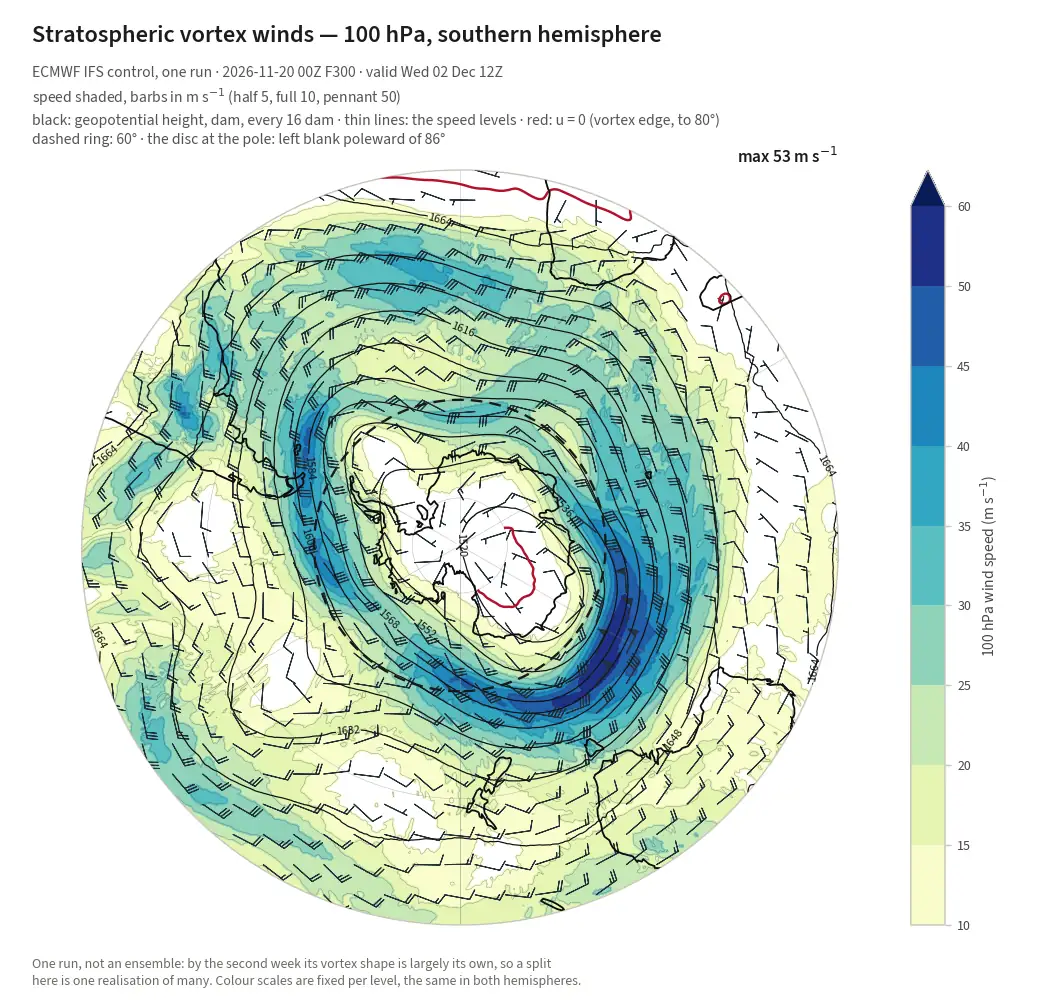 Stratospheric vortex winds — 100 hPa, southern hemisphere
ECMWF IFS control, one run · 2026-11-20 00Z F300 · valid Wed 02 Dec 12Z
speed shaded, barbs in m s⁻¹ (half 5, full 10, pennant 50)
black: geopotential height, dam, every 16 dam · thin lines: the speed levels · red: u = 0 (vortex edge, to 80°)
dashed ring: 60° · the disc at the pole: left blank poleward of 86°
max 53 m s⁻¹
1664
1616
1664
1664
1584
1536
1520
1568
1552
1664
1664
1632
1648
60
50
45
40
35
30
25
20
15
10
100 hPa wind speed (m s⁻¹)
One run, not an ensemble: by the second week its vortex shape is largely its own, so a split
here is one realisation of many. Colour scales are fixed per level, the same in both hemispheres.